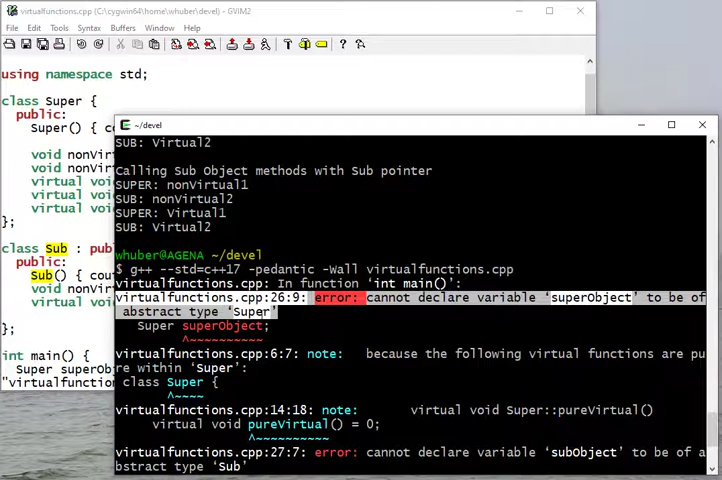 virtualfunctions.cpp (C:\cygwin64\home\whuber\devel) - GVIM2
File Edit Tools Syntax Buffers Window Help
using namespace std;
class Super {
public:
Super() { co
void nonVir
void nonVir
virtual voi
virtual voi
virtual voi
};
class Sub : pub
public:
Sub() { cou
void nonVir
virtual voi
};
int main() {
Super superOb
"virtualfunctio
~/devel
SUB: Virtual2
Calling Sub Object methods with Sub pointer
SUPER: nonVirtual1
SUB: nonVirtual2
SUPER: Virtual1
SUB: Virtual2
whuber@AGENA ~/devel
$ g++ --std=c++17 -pedantic -Wall virtualfunctions.cpp
virtualfunctions.cpp: In function ‘int main()’:
virtualfunctions.cpp:26:9: error: cannot declare variable ‘superObject’ to be of
abstract type ‘Super’
Super superObject;
^~~~~~~~~~~
virtualfunctions.cpp:6:7: note: because the following virtual functions are pu
re within ‘Super’:
class Super {
^~~~~
virtualfunctions.cpp:14:18: note: virtual void Super::pureVirtual()
virtual void pureVirtual() = 0;
^~~~~~~~~~~
virtualfunctions.cpp:27:7: error: cannot declare variable ‘subObject’ to be of a
bstract type ‘Sub’